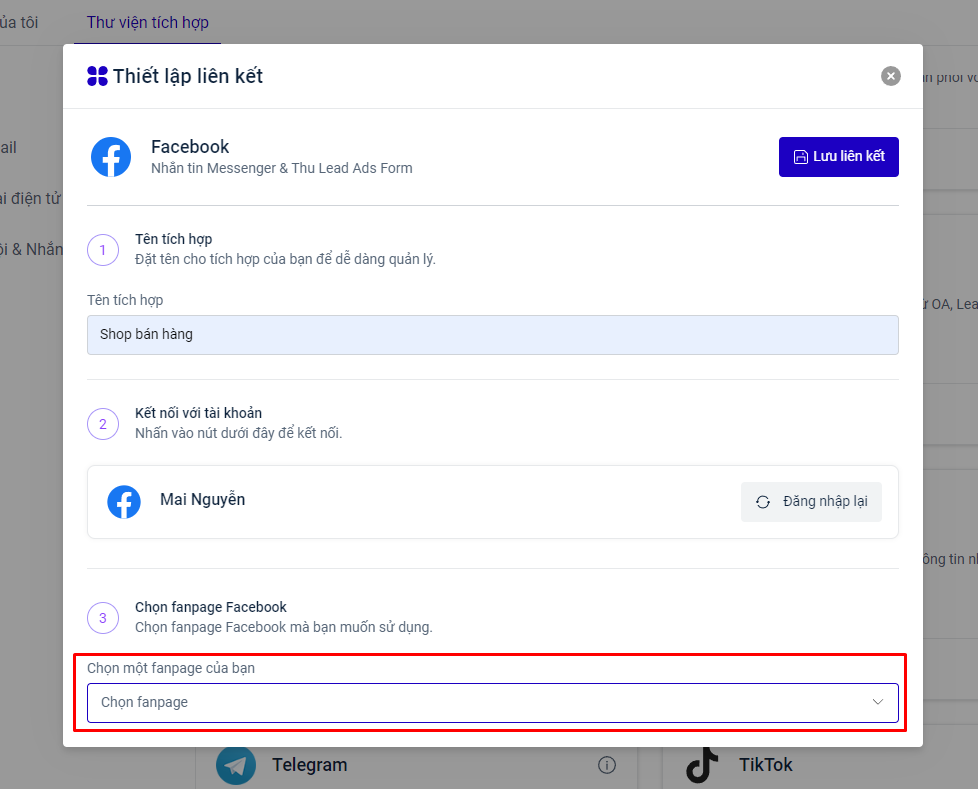 ủa tôi
Thư viện tích hợp
Thiết lập liên kết
ail
ại điện tử
ôi & Nhắn
Facebook
Nhắn tin Messenger & Thu Lead Ads Form
Lưu liên kết
1
Tên tích hợp
Đặt tên cho tích hợp của bạn để dễ dàng quản lý.
Tên tích hợp
Shop bán hàng
2
Kết nối với tài khoản
Nhấn vào nút dưới đây để kết nối.
Mai Nguyễn
Đăng nhập lại
3
Chọn fanpage Facebook
Chọn fanpage Facebook mà bạn muốn sử dụng.
Chọn một fanpage của bạn
Chọn fanpage
OA, Lea
ông tin nh
Telegram
TikTok